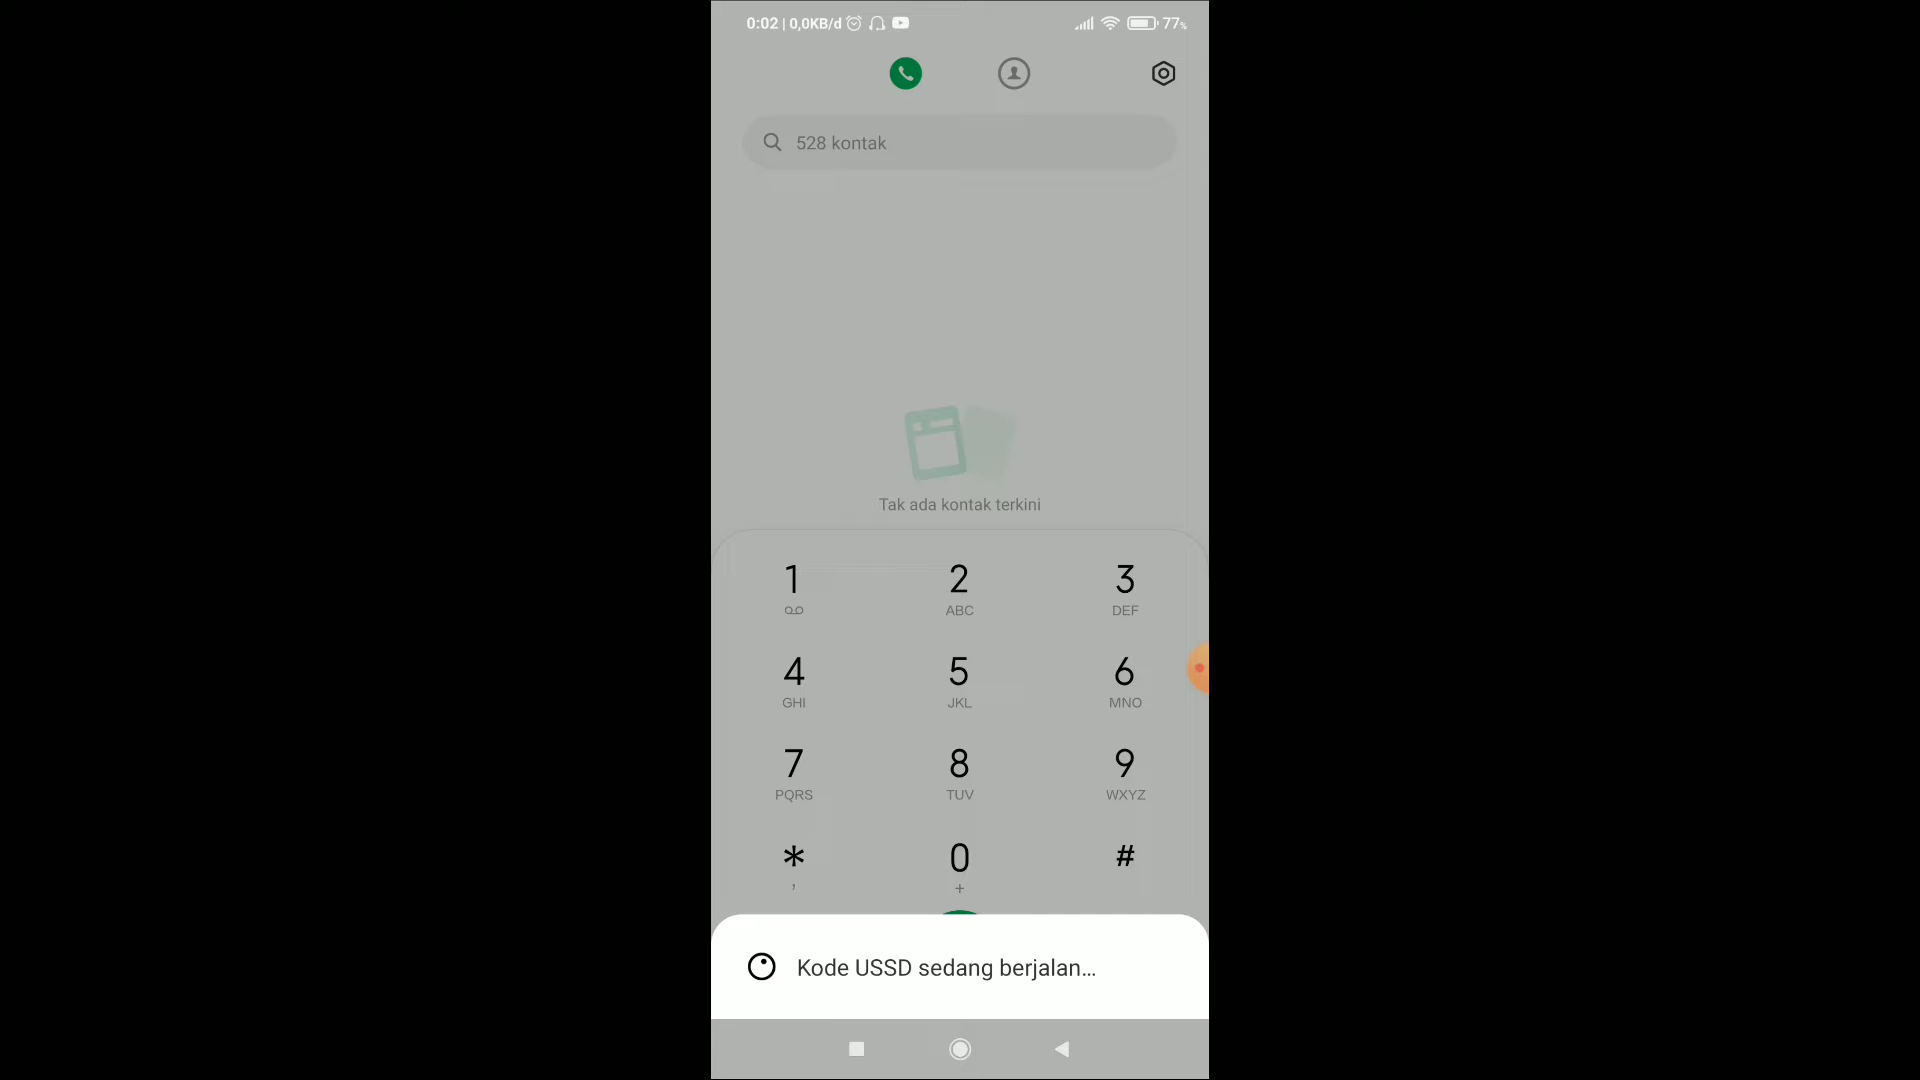 0:02 | 0,0KB/d
77%
528 kontak
Tak ada kontak terkini
1
2
ABC
3
DEF
4
GHI
5
JKL
6
MNO
7
PQRS
8
TUV
9
WXYZ
*
,
0
+
#
Kode USSD sedang berjalan...